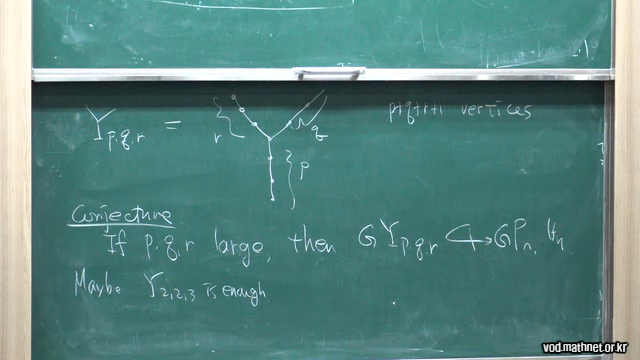 Y_{p,q,r} =
r
q
p
p+q+r+1 vertices
Conjecture
If p,q,r large, then GY_{p,q,r} ↪ GP_n, ∀n
Maybe Y_{2,2,3} is enough
vod.mathnet.or.kr